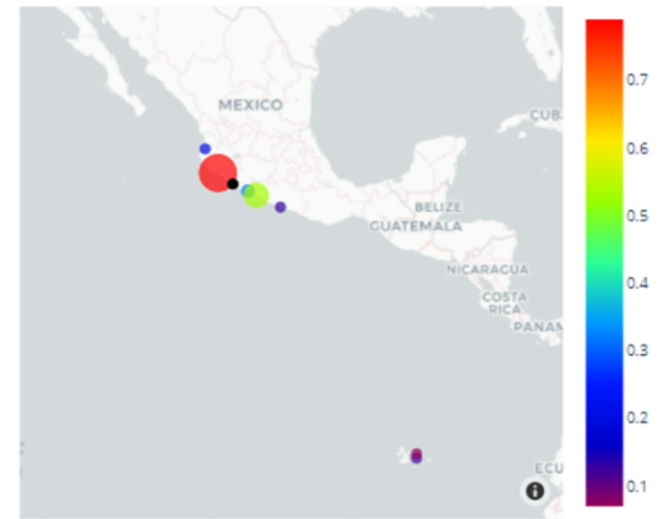 MEXICO
CUB
BELIZE
GUATEMALA
NICARAGUA
COSTA
RICA
PANAM
ECU
0.7
0.6
0.5
0.4
0.3
0.2
0.1